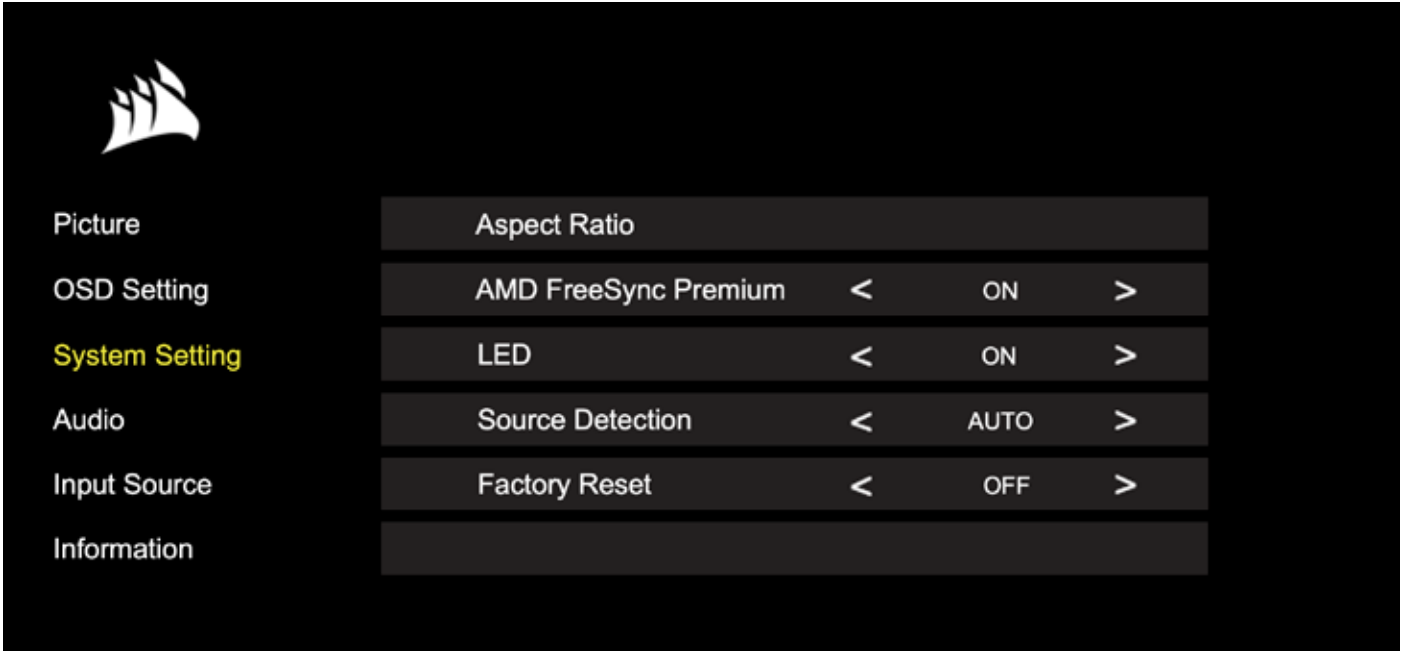 Picture Aspect Ratio
OSD Setting AMD FreeSync Premium < ON >
System Setting LED < ON >
Audio Source Detection < AUTO >
Input Source Factory Reset < OFF >
Information